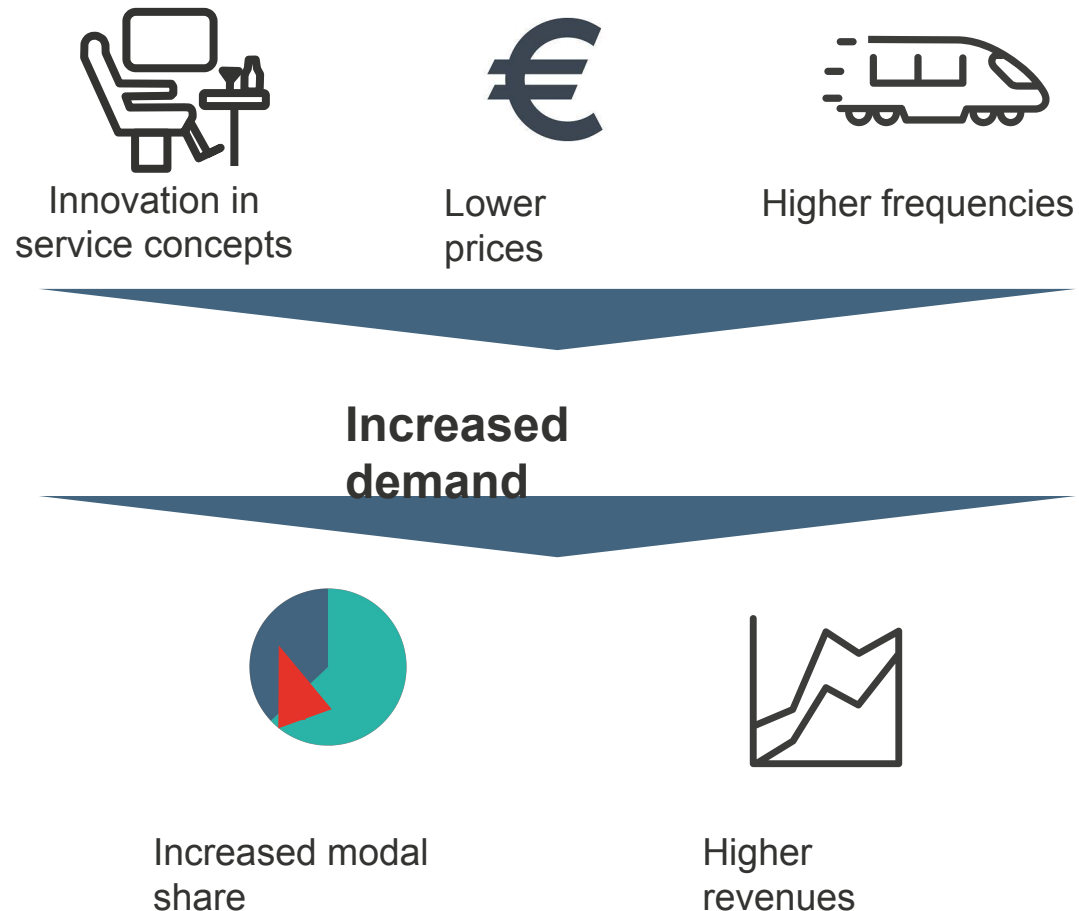 €
Innovation in
service concepts
Lower
prices
Higher frequencies
Increased
demand
Increased modal
share
Higher
revenues